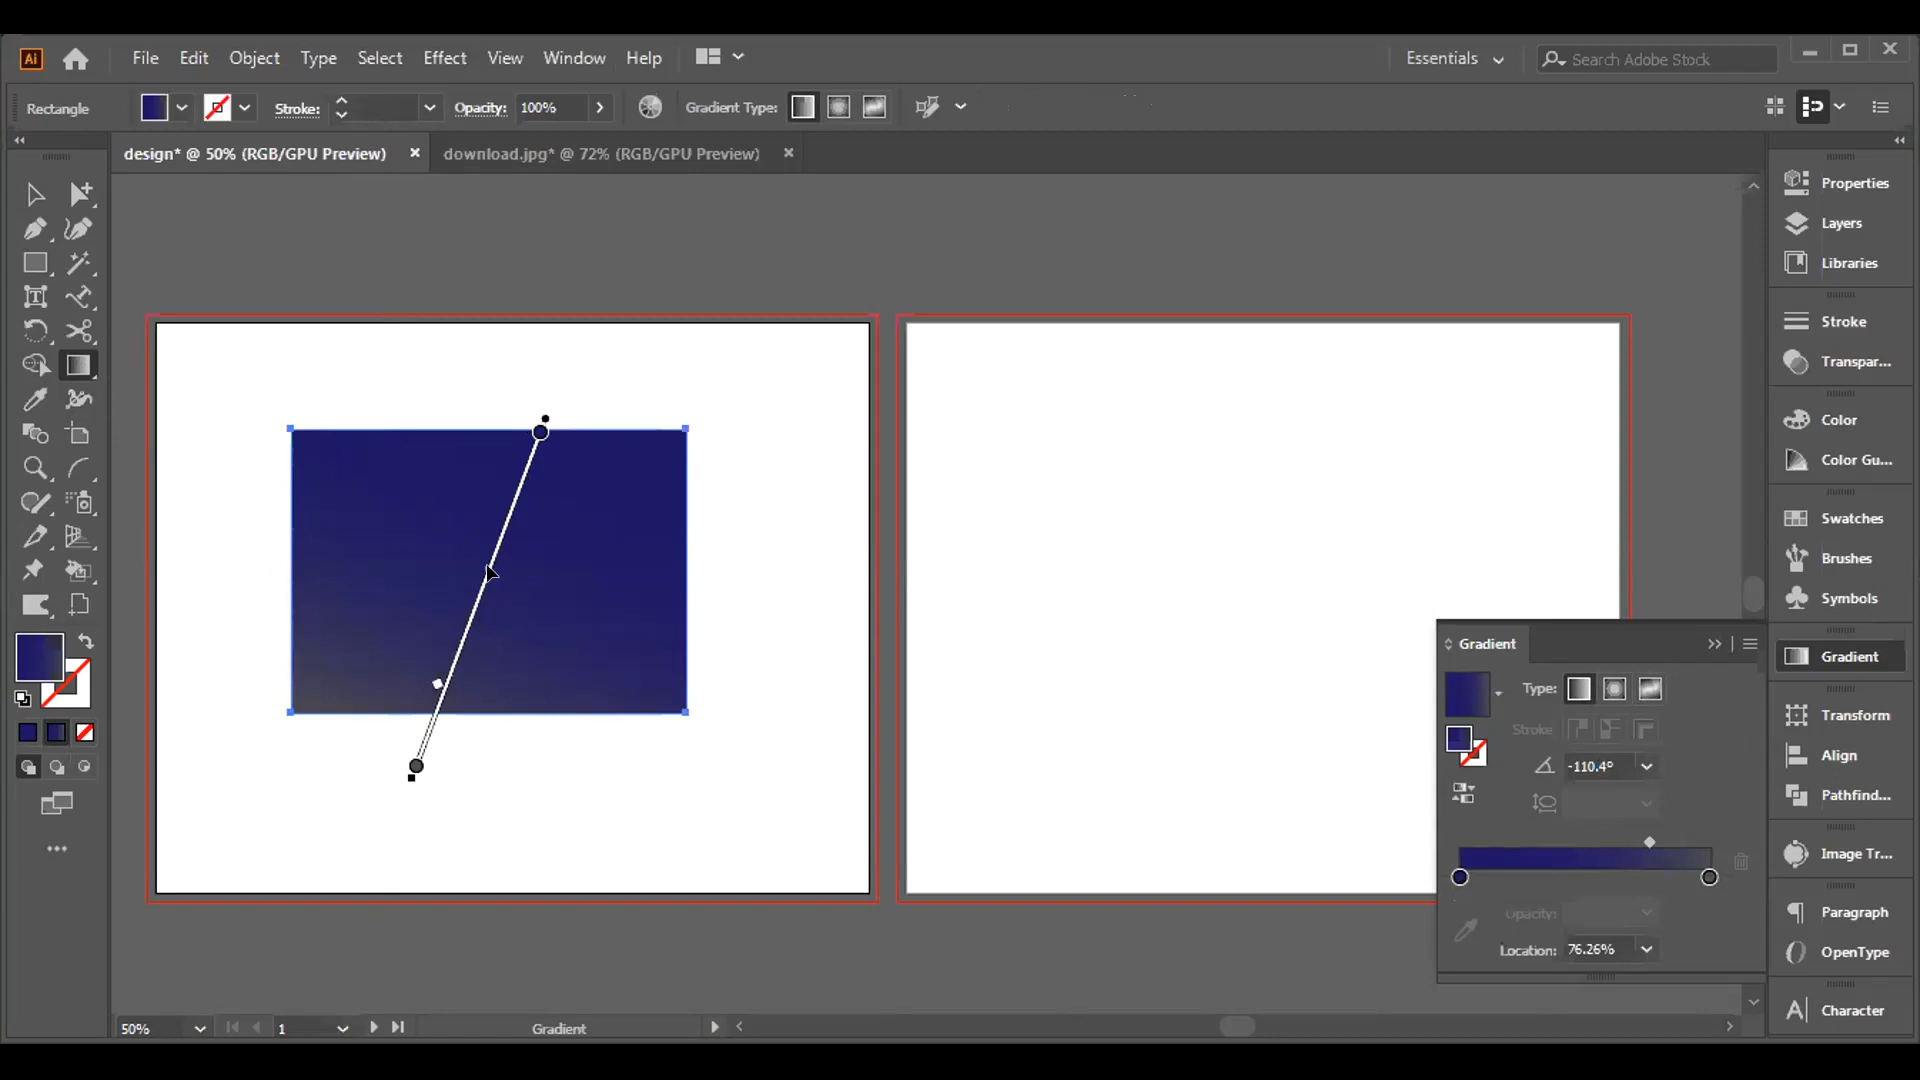 Ai File Edit Object Type Select Effect View Window Help Essentials Search Adobe Stock
Rectangle Stroke: Opacity: 100% Gradient Type:
design* @ 50% (RGB/GPU Preview) download.jpg* @ 72% (RGB/GPU Preview)
Properties
Layers
Libraries
Stroke
Transpar...
Color
Color Gu...
Swatches
Brushes
Symbols
Gradient
Transform
Align
Pathfind...
Image Tr...
Paragraph
OpenType
Character
Gradient
Type:
Stroke
-110.4°
Opacity:
Location: 76.26%
50% 1 Gradient